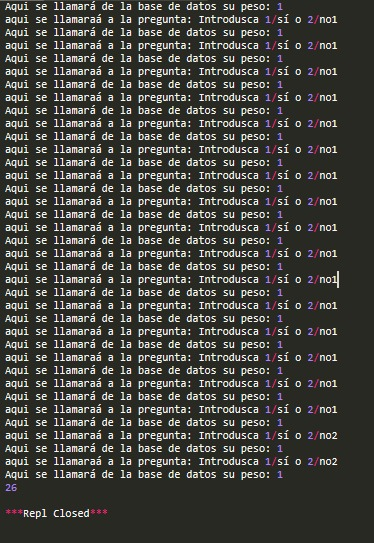 Aqui se llamará de la base de datos su peso: 1
aqui se llamaraá a la pregunta: Introdusca 1/sí o 2/no1
Aqui se llamará de la base de datos su peso: 1
aqui se llamaraá a la pregunta: Introdusca 1/sí o 2/no1
Aqui se llamará de la base de datos su peso: 1
aqui se llamaraá a la pregunta: Introdusca 1/sí o 2/no1
Aqui se llamará de la base de datos su peso: 1
aqui se llamaraá a la pregunta: Introdusca 1/sí o 2/no1
Aqui se llamará de la base de datos su peso: 1
aqui se llamaraá a la pregunta: Introdusca 1/sí o 2/no1
Aqui se llamará de la base de datos su peso: 1
aqui se llamaraá a la pregunta: Introdusca 1/sí o 2/no1
Aqui se llamará de la base de datos su peso: 1
aqui se llamaraá a la pregunta: Introdusca 1/sí o 2/no1
Aqui se llamará de la base de datos su peso: 1
aqui se llamaraá a la pregunta: Introdusca 1/sí o 2/no1
Aqui se llamará de la base de datos su peso: 1
aqui se llamaraá a la pregunta: Introdusca 1/sí o 2/no1
Aqui se llamará de la base de datos su peso: 1
aqui se llamaraá a la pregunta: Introdusca 1/sí o 2/no1
Aqui se llamará de la base de datos su peso: 1
aqui se llamaraá a la pregunta: Introdusca 1/sí o 2/no1
Aqui se llamará de la base de datos su peso: 1
aqui se llamaraá a la pregunta: Introdusca 1/sí o 2/no1
Aqui se llamará de la base de datos su peso: 1
aqui se llamaraá a la pregunta: Introdusca 1/sí o 2/no1
Aqui se llamará de la base de datos su peso: 1
aqui se llamaraá a la pregunta: Introdusca 1/sí o 2/no1
Aqui se llamará de la base de datos su peso: 1
aqui se llamaraá a la pregunta: Introdusca 1/sí o 2/no1
Aqui se llamará de la base de datos su peso: 1
aqui se llamaraá a la pregunta: Introdusca 1/sí o 2/no1
Aqui se llamará de la base de datos su peso: 1
aqui se llamaraá a la pregunta: Introdusca 1/sí o 2/no2
Aqui se llamará de la base de datos su peso: 1
aqui se llamaraá a la pregunta: Introdusca 1/sí o 2/no2
Aqui se llamará de la base de datos su peso: 1
26
***Repl Closed***